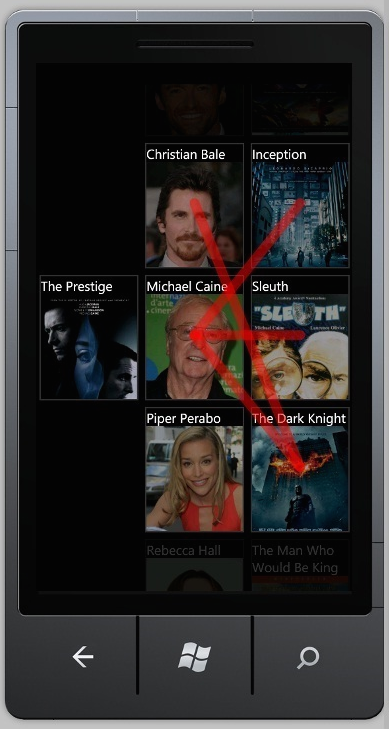 Christian Bale
Inception
The Prestige
Michael Caine
Sleuth
"SLEUTH"
Michael Caine
Laurence Olivier
Piper Perabo
The Dark Knight
Rebecca Hall
The Man Who
Would Be King